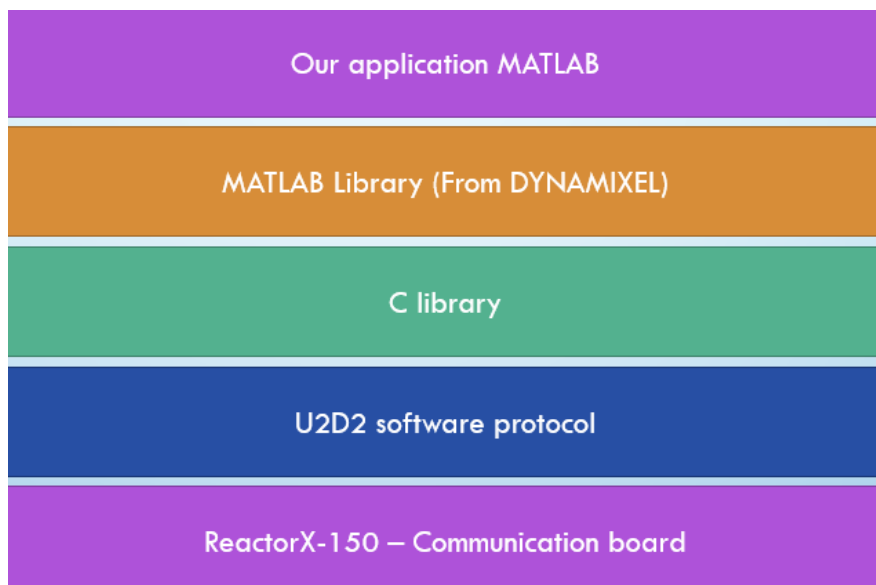 Our application MATLAB
MATLAB Library (From DYNAMIXEL)
C library
U2D2 software protocol
ReactorX-150 – Communication board